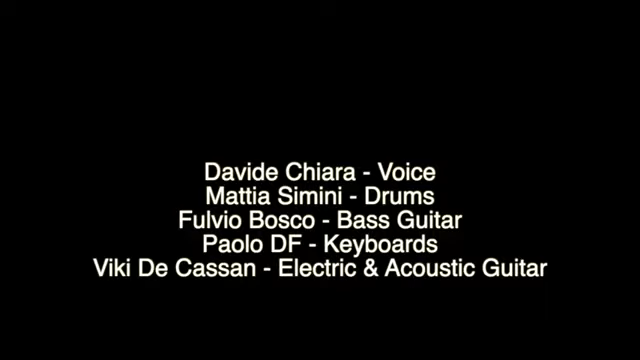 Davide Chiara - Voice
Mattia Simini - Drums
Fulvio Bosco - Bass Guitar
Paolo DF - Keyboards
Viki De Cassan - Electric & Acoustic Guitar